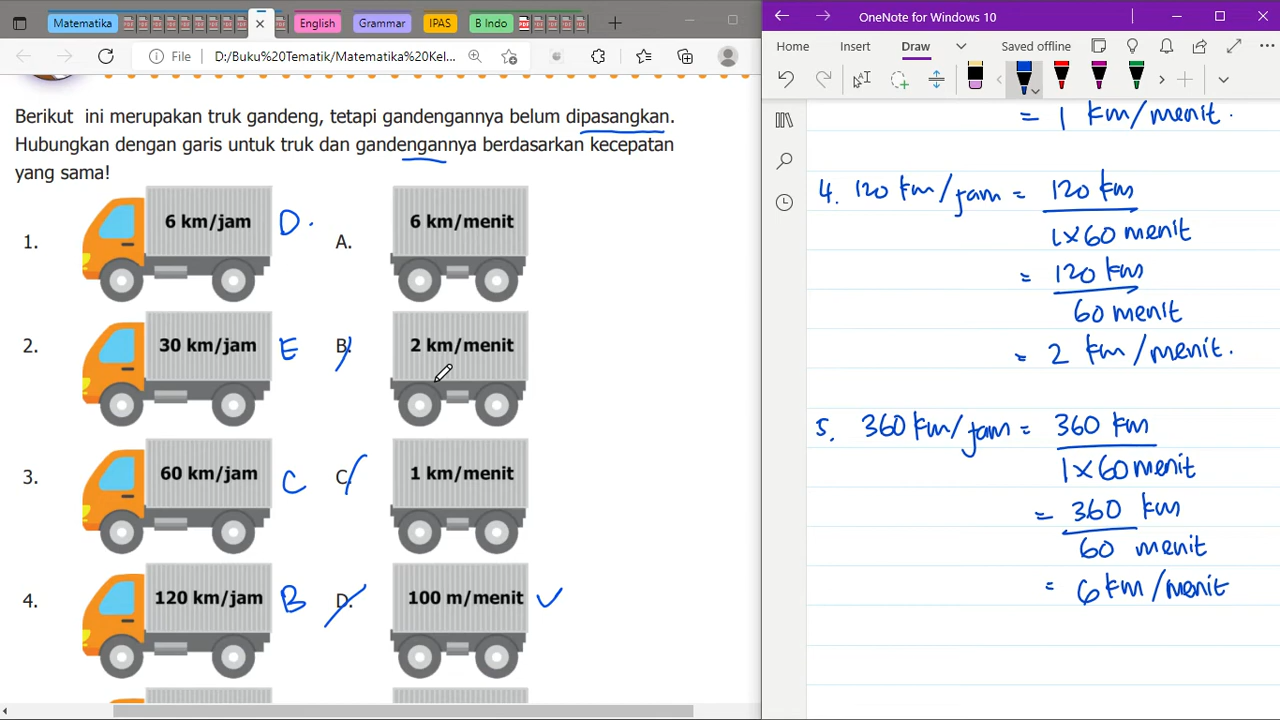 Matematika
English
Grammar
IPAS
B Indo
File
D:/Buku%20Tematik/Matematika%20Kel...
OneNote for Windows 10
Home
Insert
Draw
Saved offline
Berikut ini merupakan truk gandeng, tetapi gandengannya belum dipasangkan.
Hubungkan dengan garis untuk truk dan gandengannya berdasarkan kecepatan
yang sama!
1. 6 km/jam D. A. 6 km/menit
2. 30 km/jam E B. 2 km/menit
3. 60 km/jam C C. 1 km/menit
4. 120 km/jam B D. 100 m/menit
= 1 km/menit.
4. 120 km/jam = 120 km
1x60 menit
= 120 km
60 menit
= 2 km/menit.
5. 360 km/jam = 360 km
1x60 menit
= 360 km
60 menit
= 6 km/menit